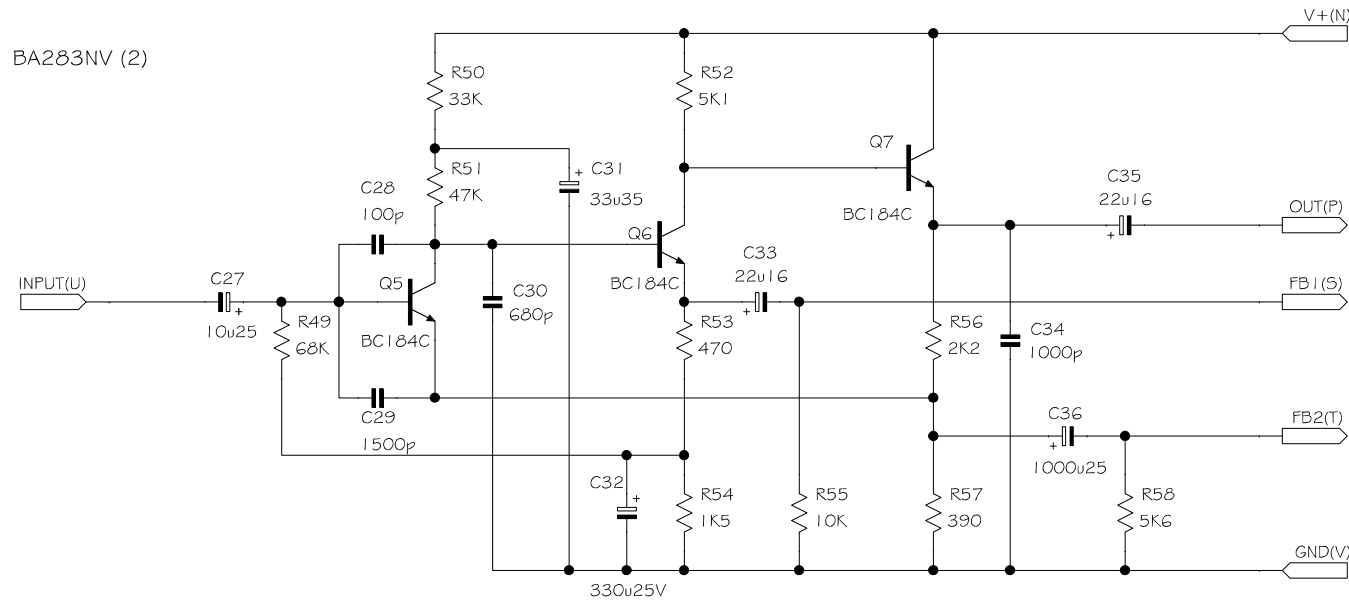 V+(N)
BA283NV (2)
R50
33K
R52
5K1
Q7
R51
47K
C31
+
33u35
C28
100p
BC184C
C35
22u16
+
OUT(P)
Q6
BC184C
C33
22u16
+
INPUT(U)
C27
+
10u25
Q5
BC184C
C30
680p
FB1(S)
R49
68K
R53
470
R56
2K2
C34
1000p
C29
1500p
C36
+
1000u25
FB2(T)
C32
+
330u25V
R54
1K5
R55
10K
R57
390
R58
5K6
GND(V)